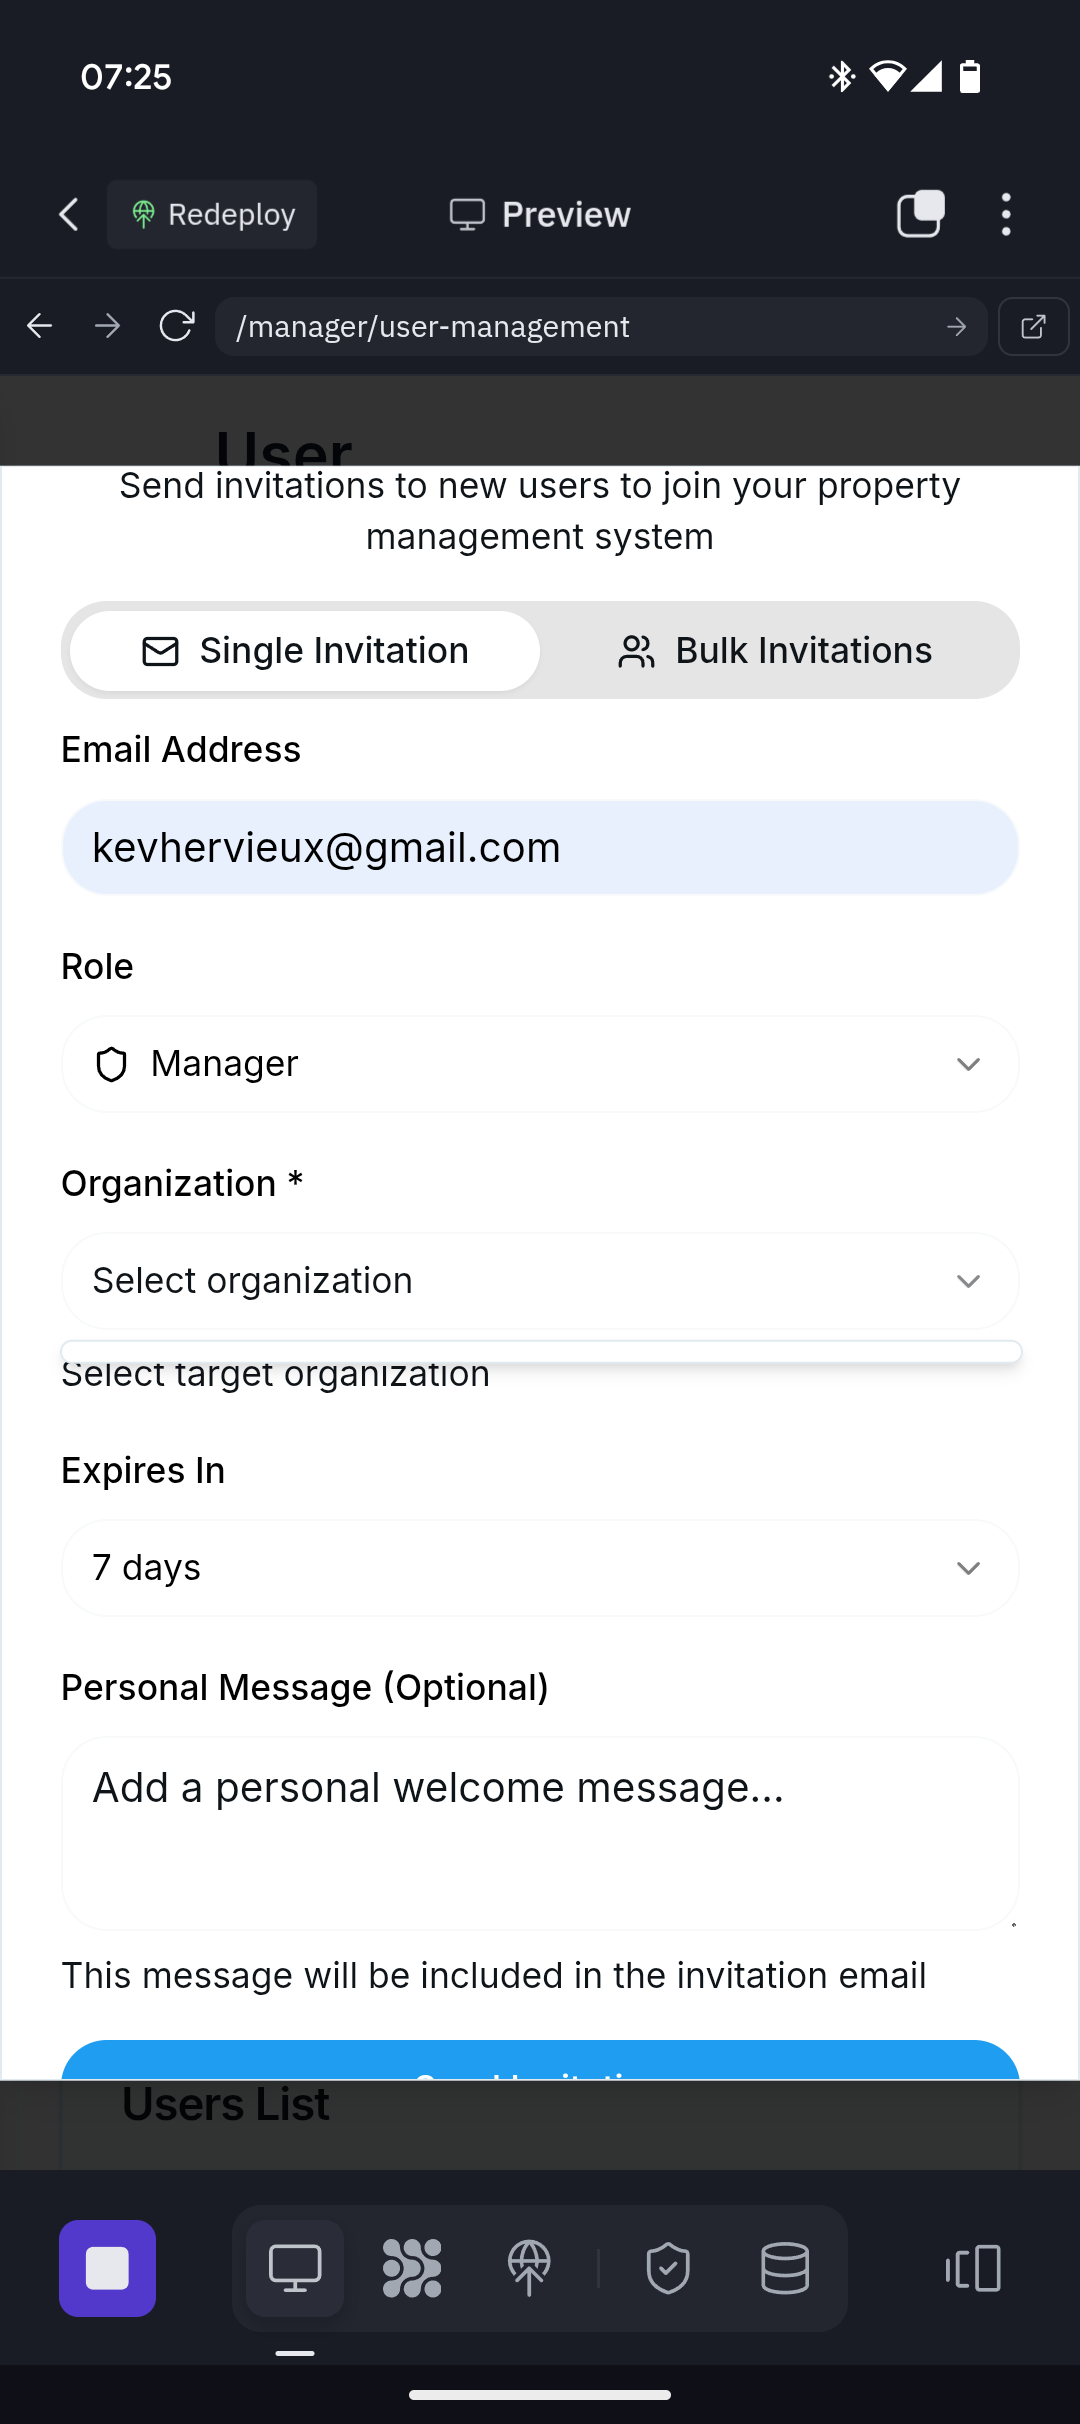 07:25
Redeploy
Preview
/manager/user-management
User
Send invitations to new users to join your property
management system
Single Invitation
Bulk Invitations
Email Address
kevhervieux@gmail.com
Role
Manager
Organization *
Select organization
Select target organization
Expires In
7 days
Personal Message (Optional)
Add a personal welcome message...
This message will be included in the invitation email
Users List